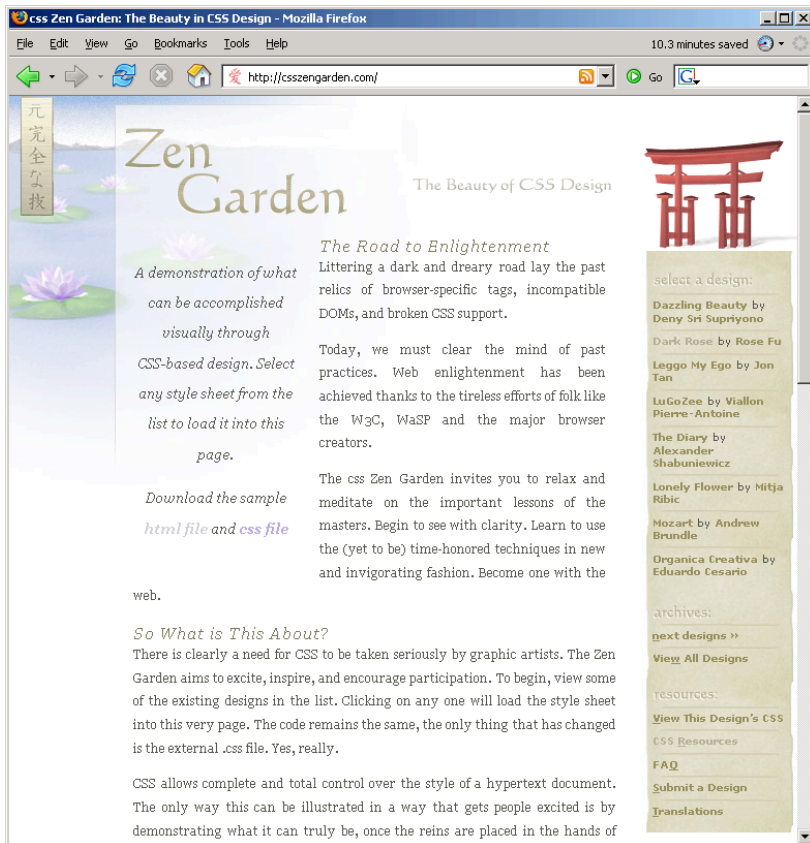 css Zen Garden: The Beauty in CSS Design - Mozilla Firefox
File Edit View Go Bookmarks Tools Help
10.3 minutes saved
http://csszengarden.com/
Go
G
元
完
全
な
技
Zen
Garden
The Beauty of CSS Design
A demonstration of what
can be accomplished
visually through
CSS-based design. Select
any style sheet from the
list to load it into this
page.
Download the sample
html file and css file
The Road to Enlightenment
Littering a dark and dreary road lay the past
relics of browser-specific tags, incompatible
DOMs, and broken CSS support.
Today, we must clear the mind of past
practices. Web enlightenment has been
achieved thanks to the tireless efforts of folk like
the W3C, WaSP and the major browser
creators.
The css Zen Garden invites you to relax and
meditate on the important lessons of the
masters. Begin to see with clarity. Learn to use
the (yet to be) time-honored techniques in new
and invigorating fashion. Become one with the
web.
So What is This About?
There is clearly a need for CSS to be taken seriously by graphic artists. The Zen
Garden aims to excite, inspire, and encourage participation. To begin, view some
of the existing designs in the list. Clicking on any one will load the style sheet
into this very page. The code remains the same, the only thing that has changed
is the external .css file. Yes, really.
CSS allows complete and total control over the style of a hypertext document.
The only way this can be illustrated in a way that gets people excited is by
demonstrating what it can truly be, once the reins are placed in the hands of
select a design:
Dazzling Beauty by
Deny Sri Supriyono
Dark Rose by Rose Fu
Leggo My Ego by Jon
Tan
LuGoZee by Viallon
Pierre-Antoine
The Diary by
Alexander
Shabuniewicz
Lonely Flower by Mitja
Ribic
Mozart by Andrew
Brundle
Organica Creativa by
Eduardo Cesario
archives:
next designs »
View All Designs
resources:
View This Design's CSS
CSS Resources
FAQ
Submit a Design
Translations